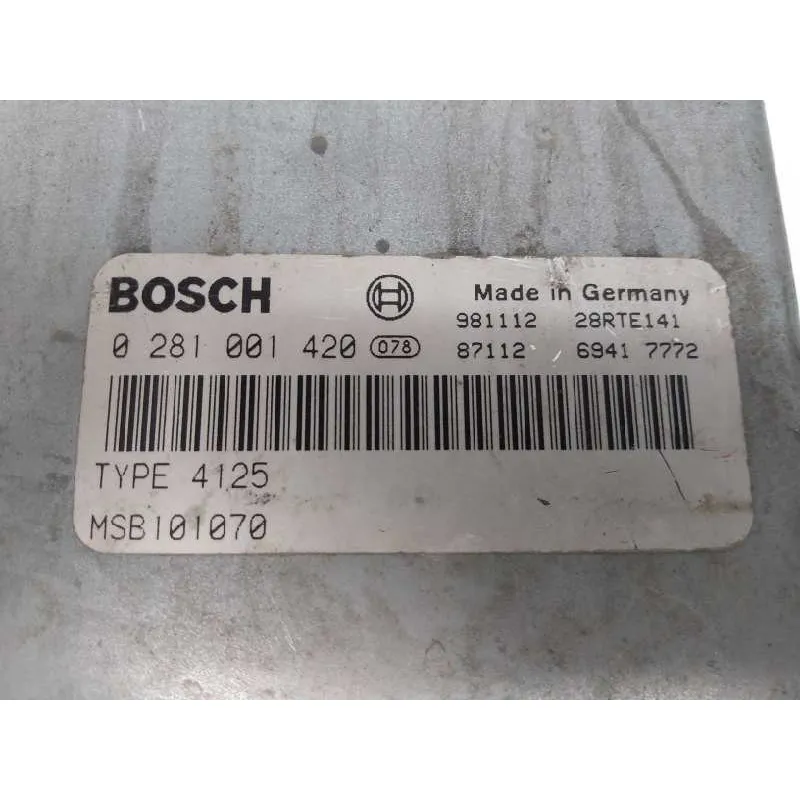 BOSCH Made in Germany
981112 28RTE141
0 281 001 420 078 87112 6941 7772
TYPE 4125
MSB101070